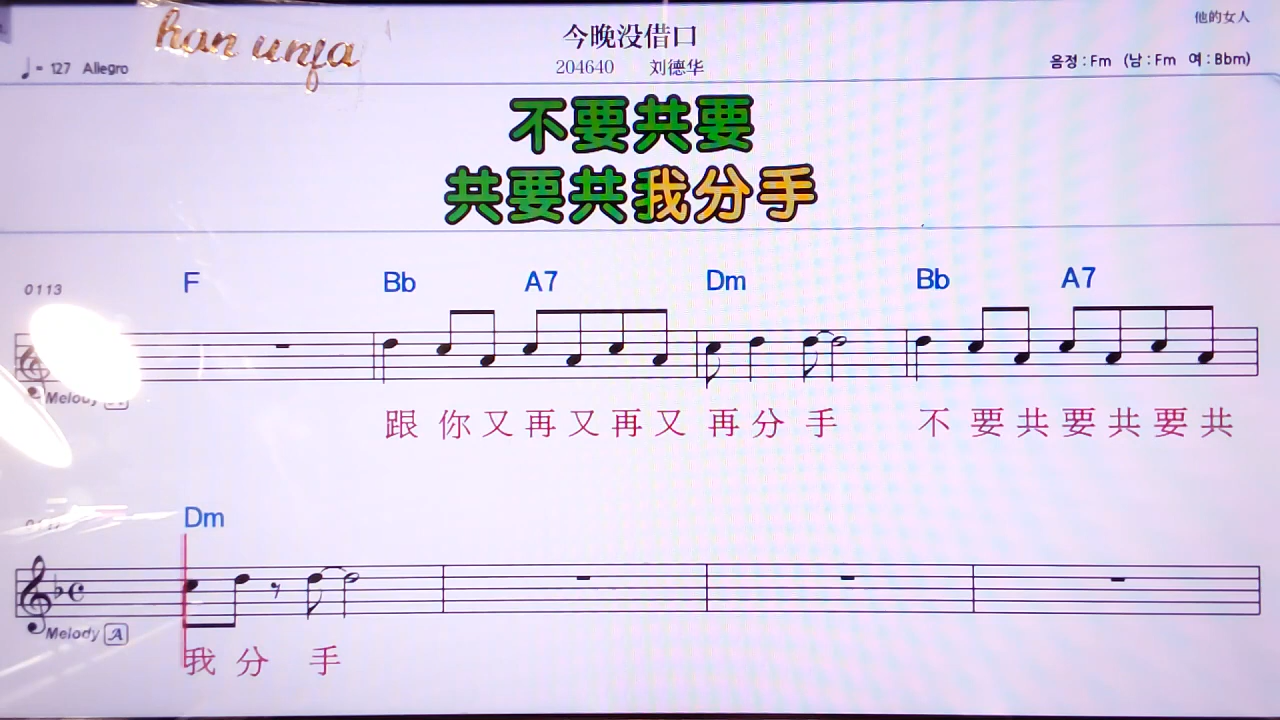 han unfa
今晚没借口
他的女人
♩ = 127 Allegro
204640 刘德华
음정 : Fm (남 : Fm 여 : Bbm)
不要共要
共要共我分手
0113
F Bb A7 Dm Bb A7
Melody
跟你又再又再又再分手 不要共要共要共
Dm
Melody A
我分手